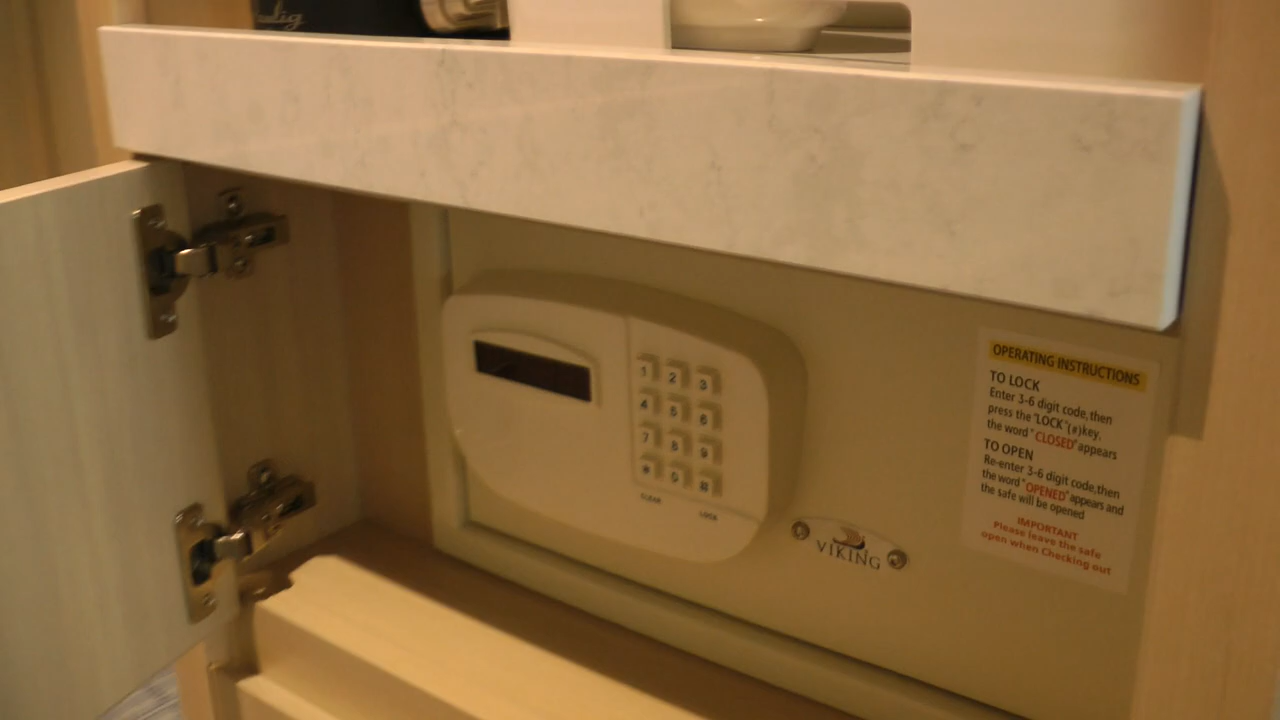 1 2 3
4 5 6
7 8 9
* 0 #
CLEAR
LOCK
VIKING
OPERATING INSTRUCTIONS
TO LOCK
Enter 3-6 digit code,then
press the "LOCK"(#)key,
the word "CLOSED" appears
TO OPEN
Re-enter 3-6 digit code,then
the word "OPENED" appears and
the safe will be opened
IMPORTANT
Please leave the safe
open when Checking out